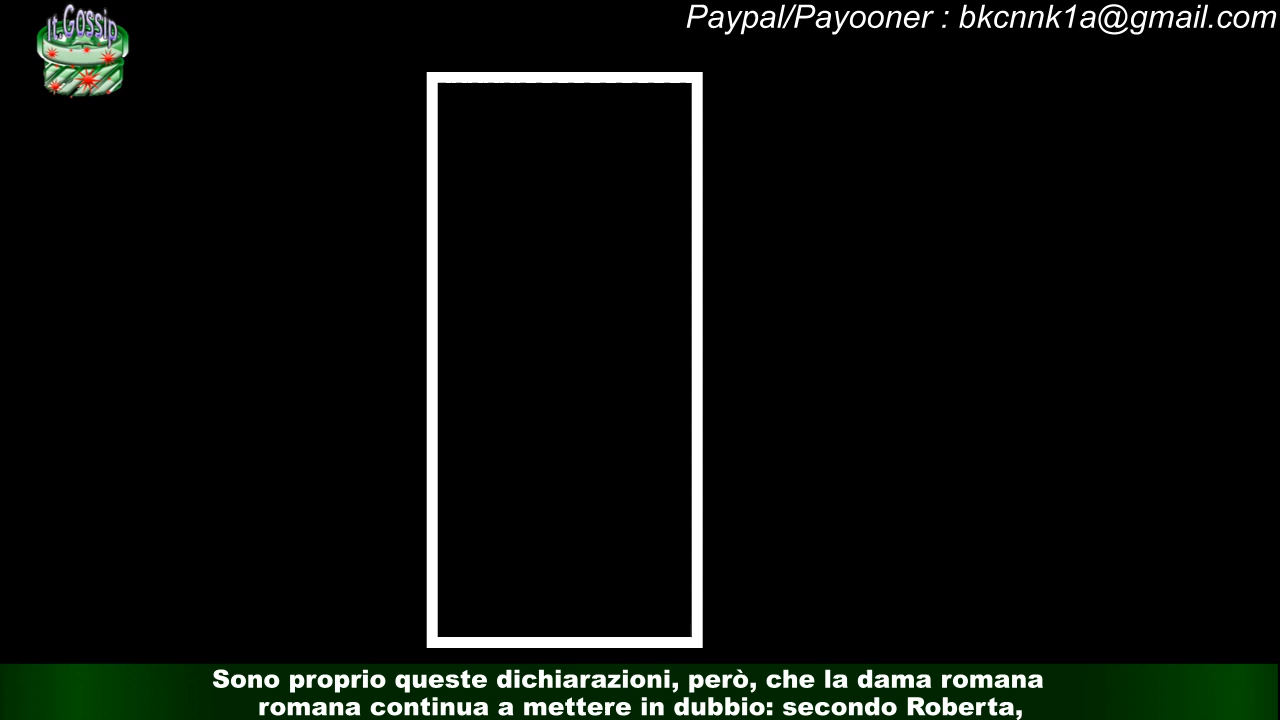 It.Gossip
Paypal/Payooner : bkcnnk1a@gmail.com
Sono proprio queste dichiarazioni, però, che la dama romana
romana continua a mettere in dubbio: secondo Roberta,